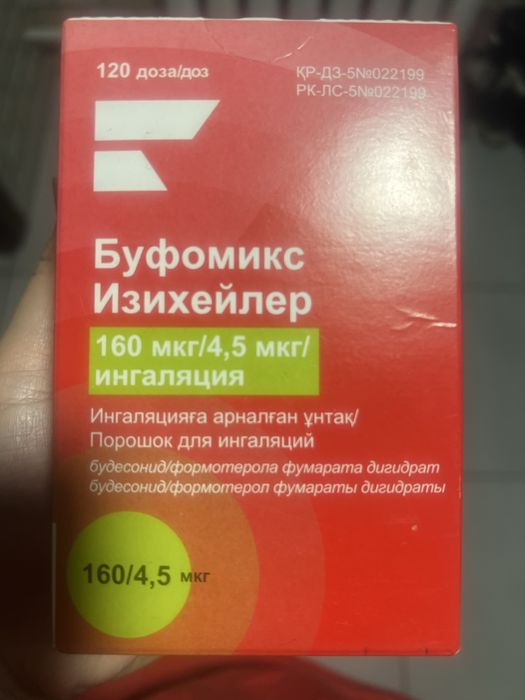 120 доза/доз
ҚР-ДЗ-5№022199
РК-ЛС-5№022199
Буфомикс
Изихейлер
160 мкг/4,5 мкг/
ингаляция
Ингаляцияға арналған ұнтақ/
Порошок для ингаляций
будесонид/формотерола фумарата дигидрат
будесонид/формотерол фумараты дигидраты
160/4,5 мкг